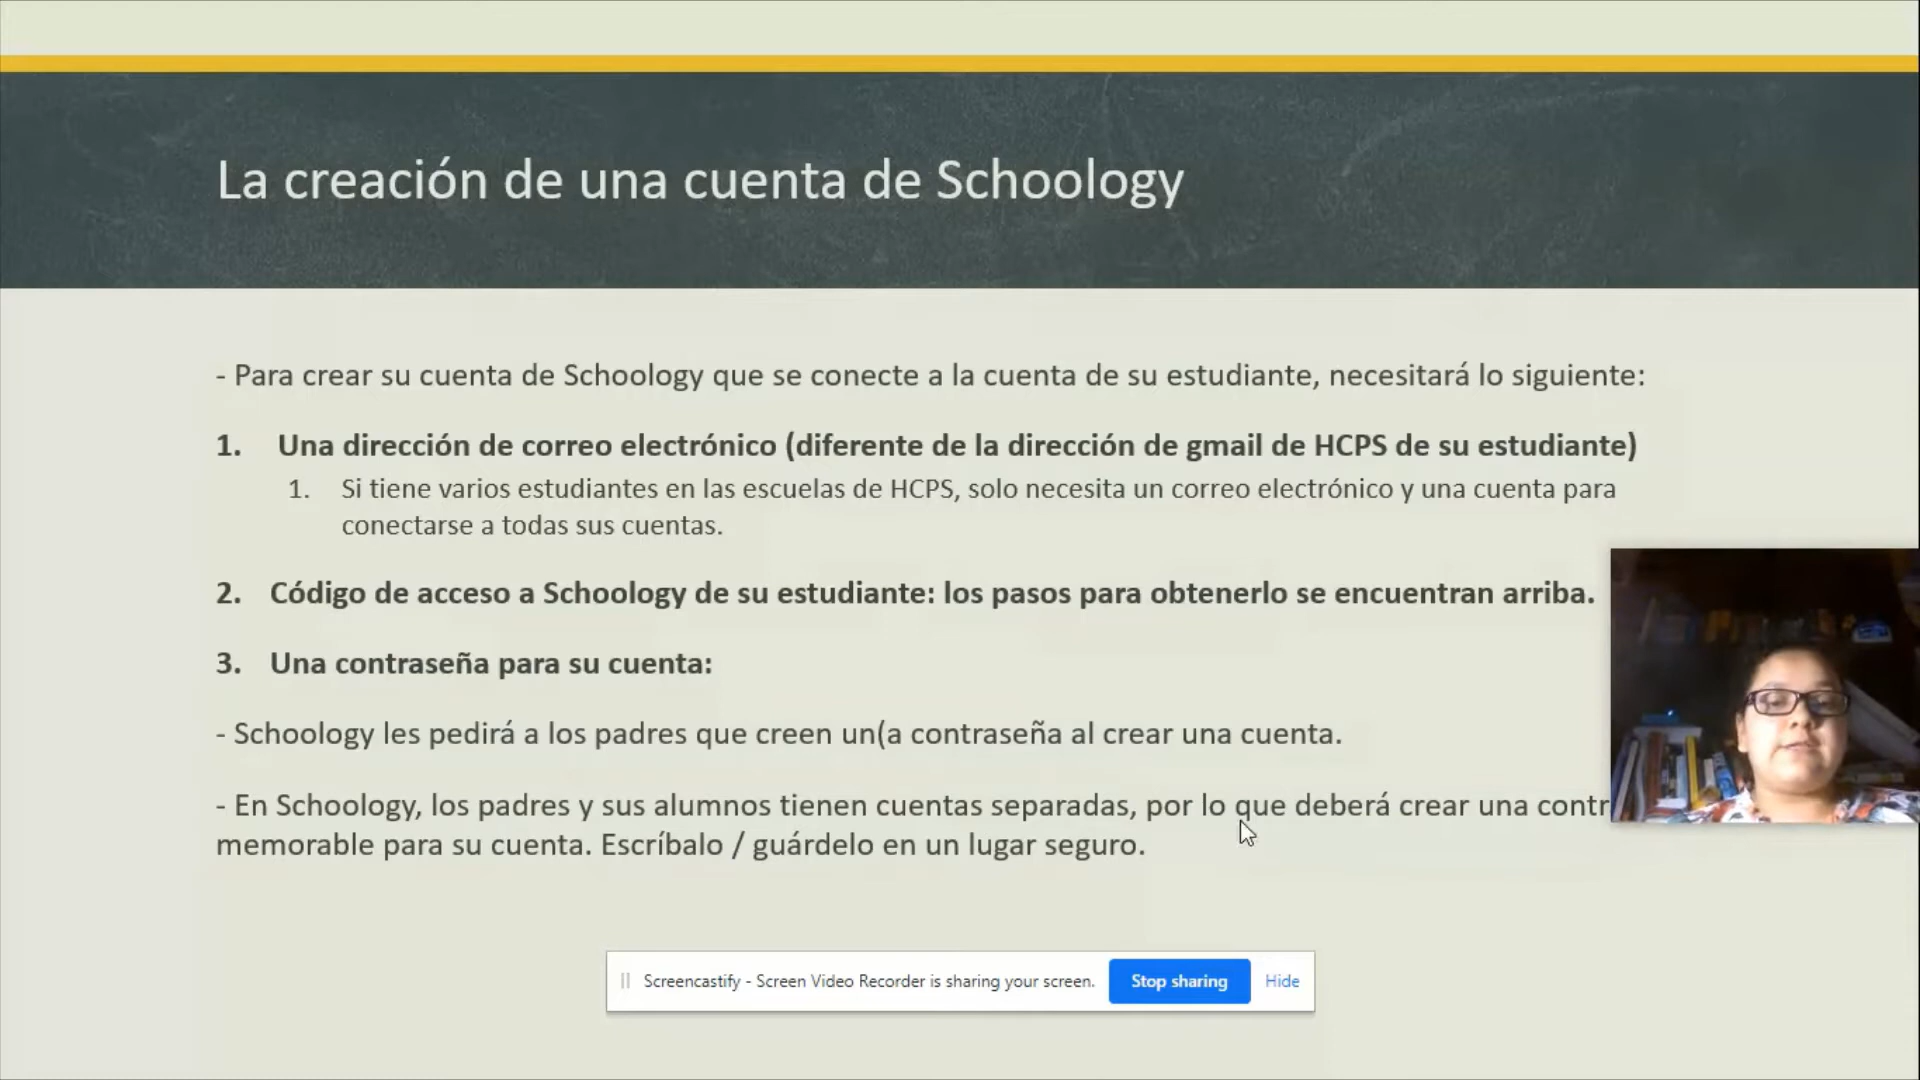 La creación de una cuenta de Schoology
- Para crear su cuenta de Schoology que se conecte a la cuenta de su estudiante, necesitará lo siguiente:
1. Una dirección de correo electrónico (diferente de la dirección de gmail de HCPS de su estudiante)
1. Si tiene varios estudiantes en las escuelas de HCPS, solo necesita un correo electrónico y una cuenta para
conectarse a todas sus cuentas.
2. Código de acceso a Schoology de su estudiante: los pasos para obtenerlo se encuentran arriba.
3. Una contraseña para su cuenta:
- Schoology les pedirá a los padres que creen un(a contraseña al crear una cuenta.
- En Schoology, los padres y sus alumnos tienen cuentas separadas, por lo que deberá crear una contr
memorable para su cuenta. Escríbalo / guárdelo en un lugar seguro.
Screencastify - Screen Video Recorder is sharing your screen. Stop sharing Hide